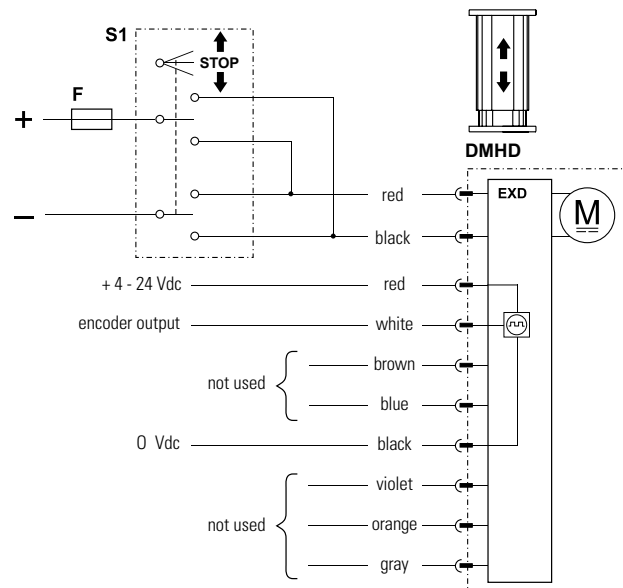 S1
STOP
F
+
–
DMHD
red
EXD
M
black
+ 4 - 24 Vdc
red
encoder output
white
brown
not used
blue
0 Vdc
black
violet
not used
orange
gray